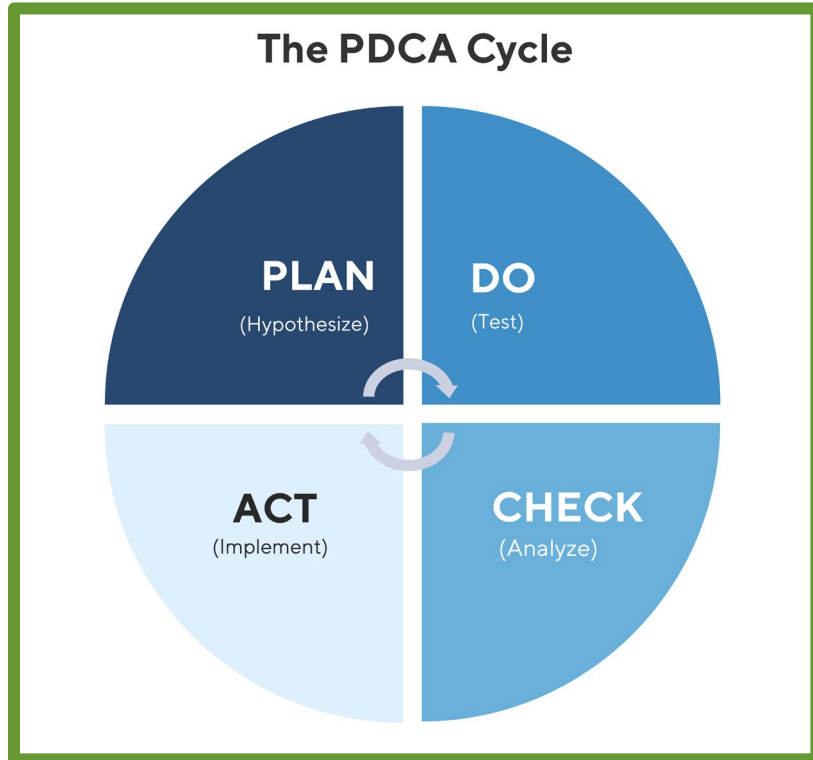 The PDCA Cycle
PLAN
(Hypothesize)
DO
(Test)
ACT
(Implement)
CHECK
(Analyze)